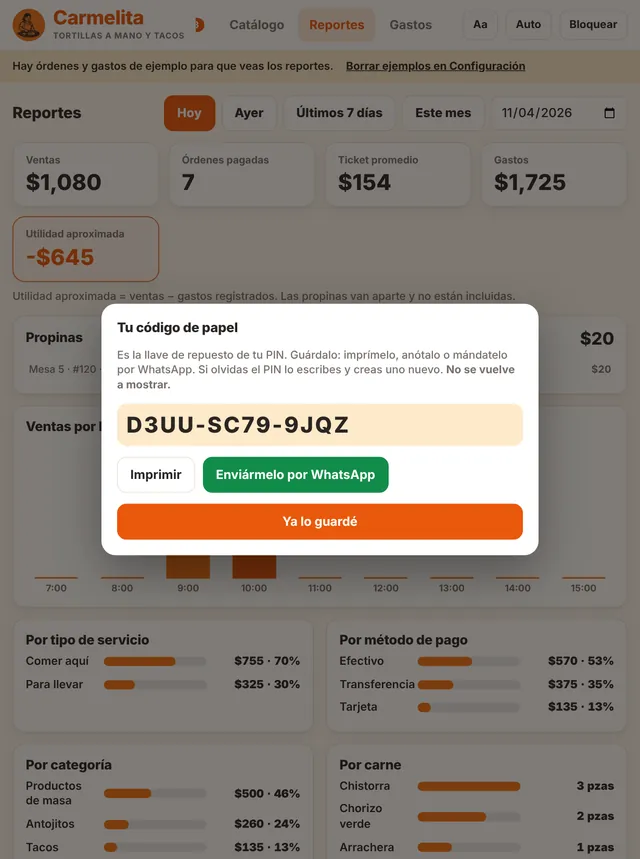 Carmelita
TORTILLAS A MANO Y TACOS
Catálogo
Reportes
Gastos
Aa
Auto
Bloquear
Hay órdenes y gastos de ejemplo para que veas los reportes. Borrar ejemplos en Configuración
Reportes
Hoy
Ayer
Últimos 7 días
Este mes
11/04/2026
Ventas
$1,080
Órdenes pagadas
7
Ticket promedio
$154
Gastos
$1,725
Utilidad aproximada
-$645
Utilidad aproximada = ventas − gastos registrados. Las propinas van aparte y no están incluidas.
Propinas
$20
Mesa 5 · #120
$20
Ventas por
Tu código de papel
Es la llave de repuesto de tu PIN. Guárdalo: imprímelo, anótalo o mándatelo
por WhatsApp. Si olvidas el PIN lo escribes y creas uno nuevo. No se vuelve
a mostrar.
D3UU-SC79-9JQZ
Imprimir
Enviármelo por WhatsApp
Ya lo guardé
7:00 8:00 9:00 10:00 11:00 12:00 13:00 14:00 15:00
Por tipo de servicio
Comer aquí $755 · 70%
Para llevar $325 · 30%
Por método de pago
Efectivo $570 · 53%
Transferencia $375 · 35%
Tarjeta $135 · 13%
Por categoría
Productos
de masa $500 · 46%
Antojitos $260 · 24%
Tacos $135 · 13%
Por carne
Chistorra 3 pzas
Chorizo
verde 2 pzas
Arrachera 1 pzas